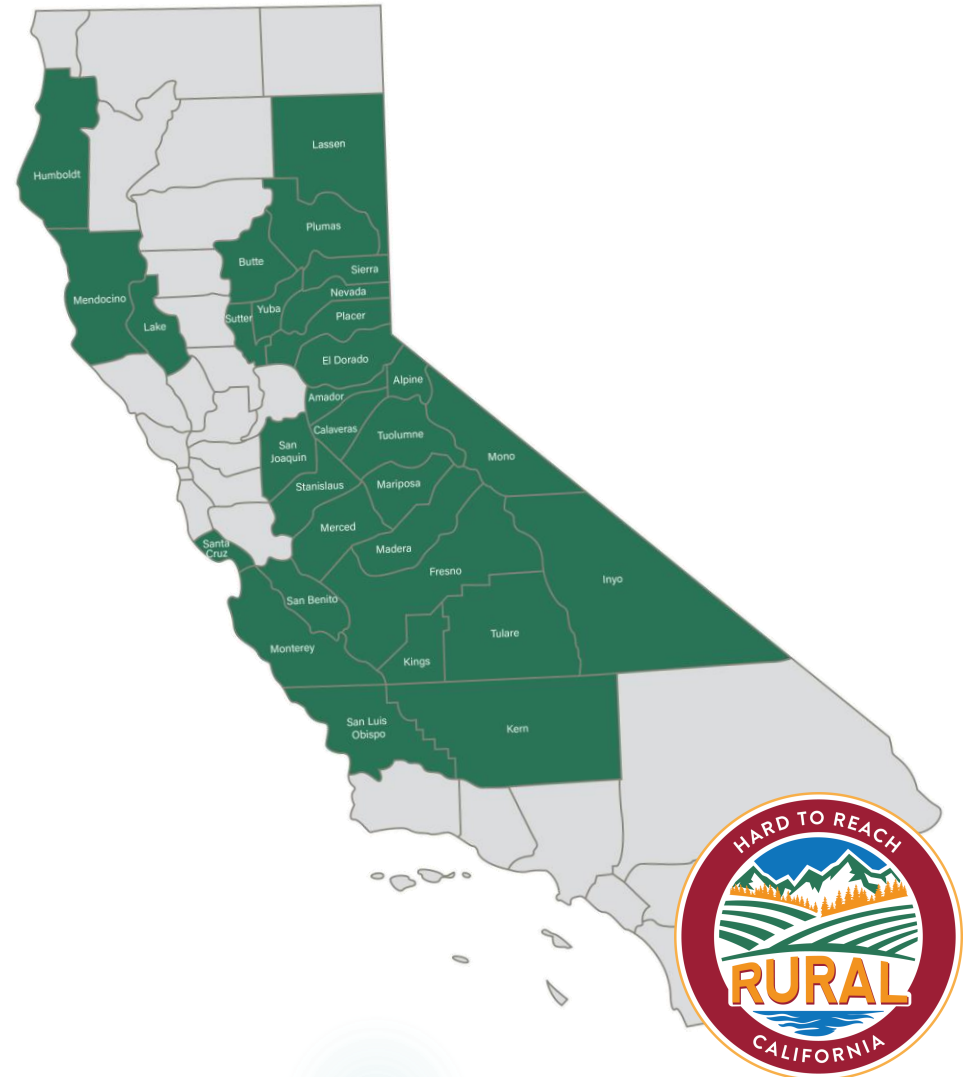 Lassen
Humboldt
Plumas
Butte
Sierra
Nevada
Mendocino
Yuba
Placer
Sutter
Lake
El Dorado
Alpine
Amador
Calaveras
Tuolumne
San
Joaquin
Mono
Stanislaus
Mariposa
Merced
Santa
Cruz
Madera
Fresno
Inyo
San Benito
Tulare
Monterey
Kings
San Luis
Obispo
Kern
HARD TO REACH
RURAL
CALIFORNIA